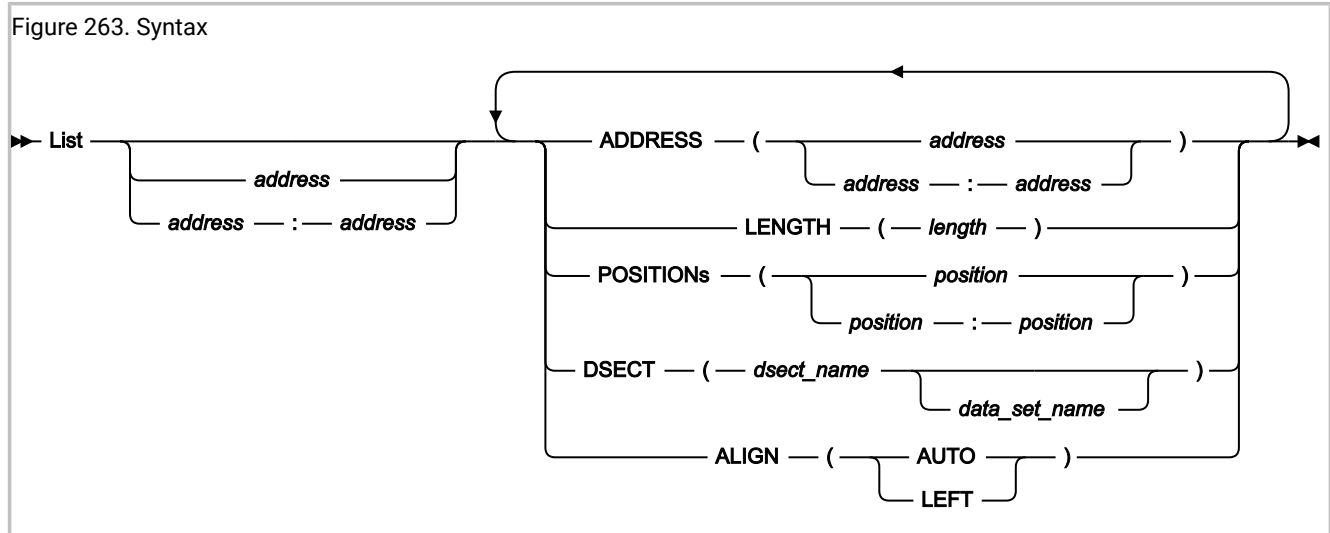 Figure 263. Syntax
List
address
address : address
ADDRESS ( address )
address : address
LENGTH ( length )
POSITIONs ( position )
position : position
DSECT ( dsect_name )
data_set_name
ALIGN ( AUTO )
LEFT